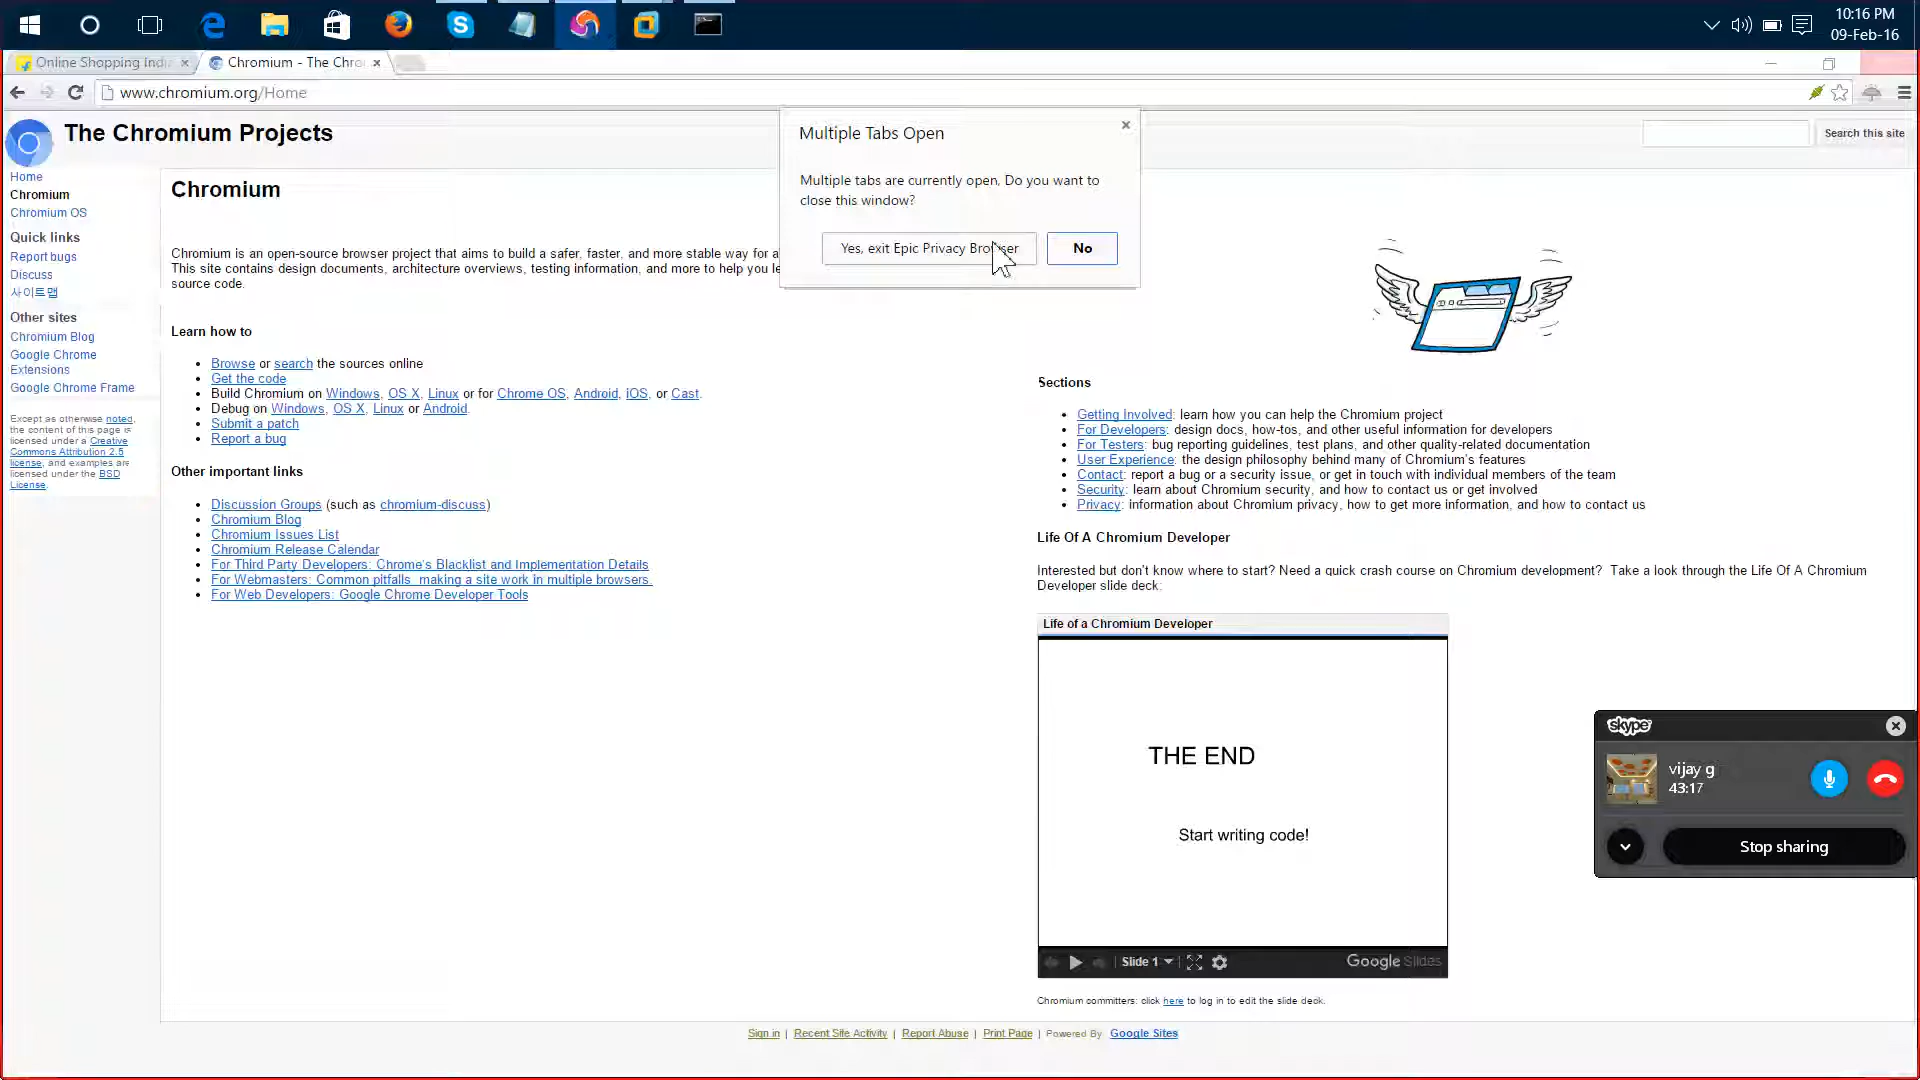 10:16 PM
09-Feb-16
Online Shopping Indi
Chromium - The Chro
www.chromium.org/Home
The Chromium Projects
Search this site
Multiple Tabs Open
Multiple tabs are currently open. Do you want to
close this window?
Yes, exit Epic Privacy Browser
No
Home
Chromium
Chromium OS
Quick links
Report bugs
Discuss
사이트맵
Other sites
Chromium Blog
Google Chrome
Extensions
Google Chrome Frame
Except as otherwise noted,
the content of this page is
licensed under a Creative
Commons Attribution 2.5
license, and examples are
licensed under the BSD
License.
Chromium
Chromium is an open-source browser project that aims to build a safer, faster, and more stable way for a
This site contains design documents, architecture overviews, testing information, and more to help you le
source code.
Learn how to
Browse or search the sources online
Get the code
Build Chromium on Windows, OS X, Linux or for Chrome OS, Android, iOS, or Cast.
Debug on Windows, OS X, Linux or Android.
Submit a patch
Report a bug
Other important links
Discussion Groups (such as chromium-discuss)
Chromium Blog
Chromium Issues List
Chromium Release Calendar
For Third Party Developers: Chrome's Blacklist and Implementation Details
For Webmasters: Common pitfalls making a site work in multiple browsers.
For Web Developers: Google Chrome Developer Tools
Sections
Getting Involved: learn how you can help the Chromium project
For Developers: design docs, how-tos, and other useful information for developers
For Testers: bug reporting guidelines, test plans, and other quality-related documentation
User Experience: the design philosophy behind many of Chromium's features
Contact: report a bug or a security issue, or get in touch with individual members of the team
Security: learn about Chromium security, and how to contact us or get involved
Privacy: information about Chromium privacy, how to get more information, and how to contact us
Life Of A Chromium Developer
Interested but don't know where to start? Need a quick crash course on Chromium development? Take a look through the Life Of A Chromium
Developer slide deck:
Life of a Chromium Developer
THE END
Start writing code!
Slide 1
Google Slides
Chromium committers: click here to log in to edit the slide deck.
skype
vijay g
43:17
Stop sharing
Sign in | Recent Site Activity | Report Abuse | Print Page | Powered By Google Sites